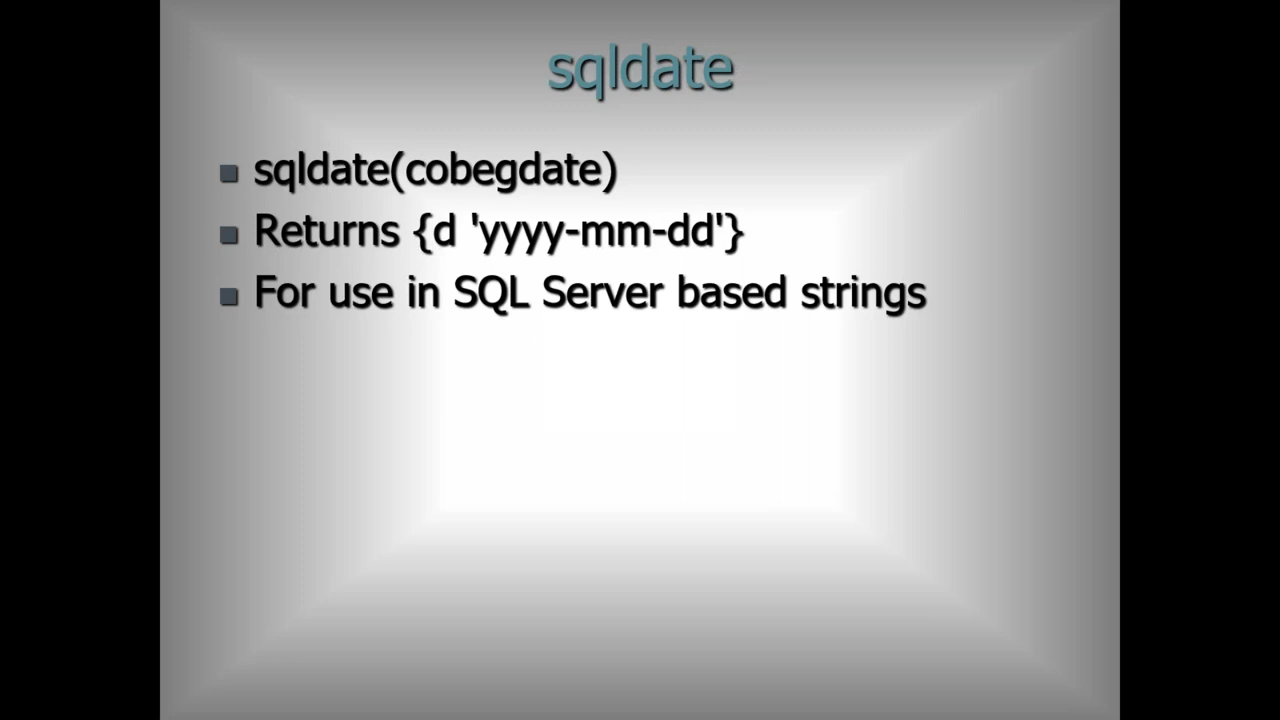 sqldate
sqldate(cobegdate)
Returns {d 'yyyy-mm-dd'}
For use in SQL Server based strings